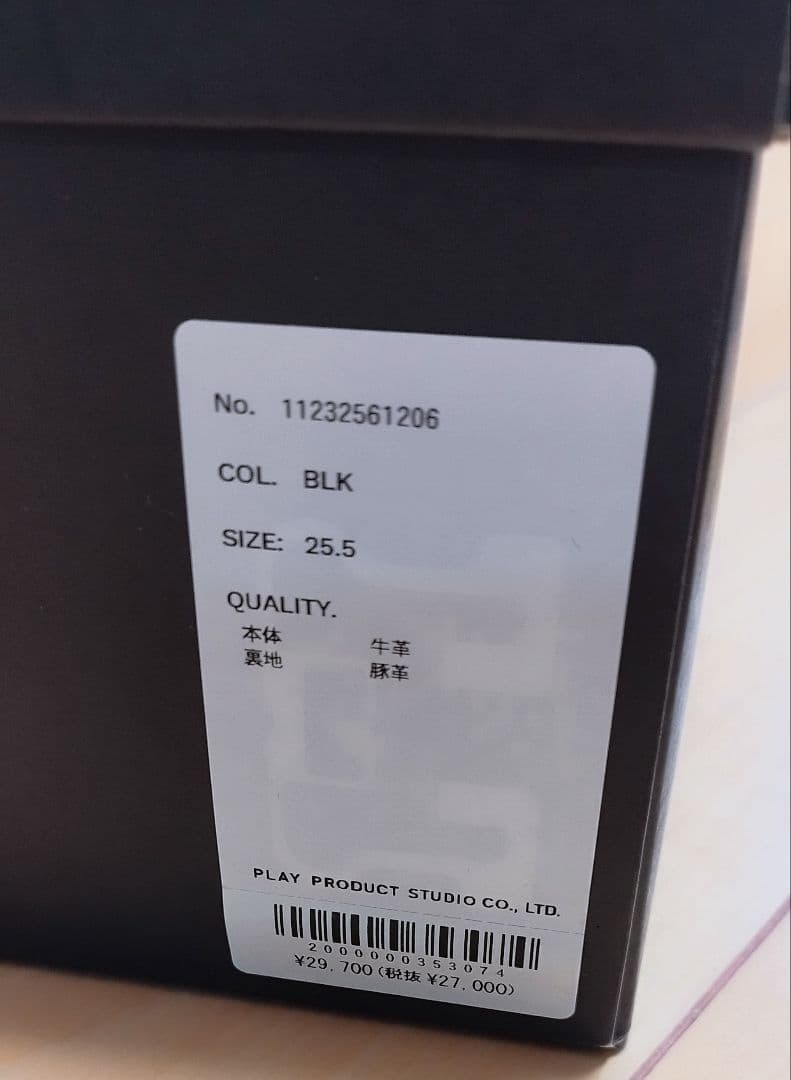 No. 11232561206
COL. BLK
SIZE: 25.5
QUALITY.
本体 牛革
裏地 豚革
PLAY PRODUCT STUDIO CO., LTD.
2000000353074
¥29,700(税抜 ¥27,000)